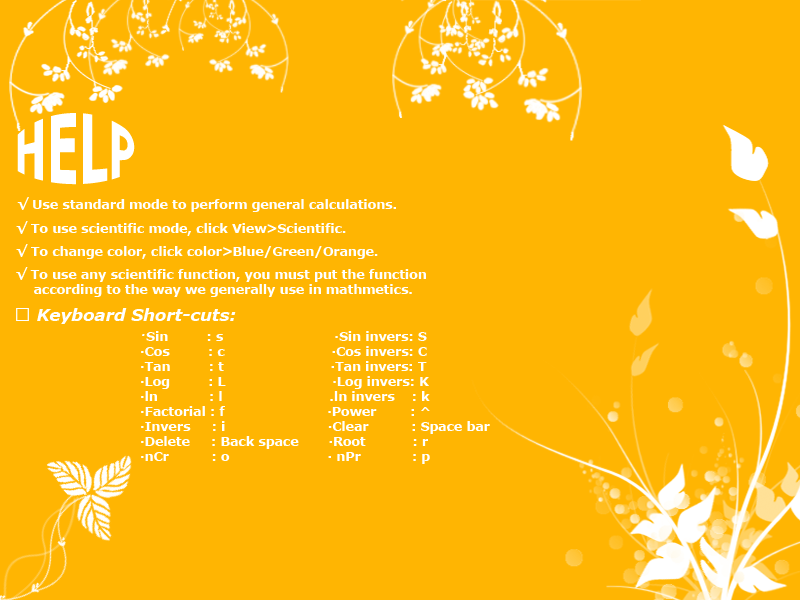 HELP
√ Use standard mode to perform general calculations.
√ To use scientific mode, click View>Scientific.
√ To change color, click color>Blue/Green/Orange.
√ To use any scientific function, you must put the function
according to the way we generally use in mathmetics.
☐ Keyboard Short-cuts:
·Sin : s ·Sin invers: S
·Cos : c ·Cos invers: C
·Tan : t ·Tan invers: T
·Log : L ·Log invers: K
·ln : l .ln invers : k
·Factorial : f ·Power : ^
·Invers : i ·Clear : Space bar
·Delete : Back space ·Root : r
·nCr : o · nPr : p